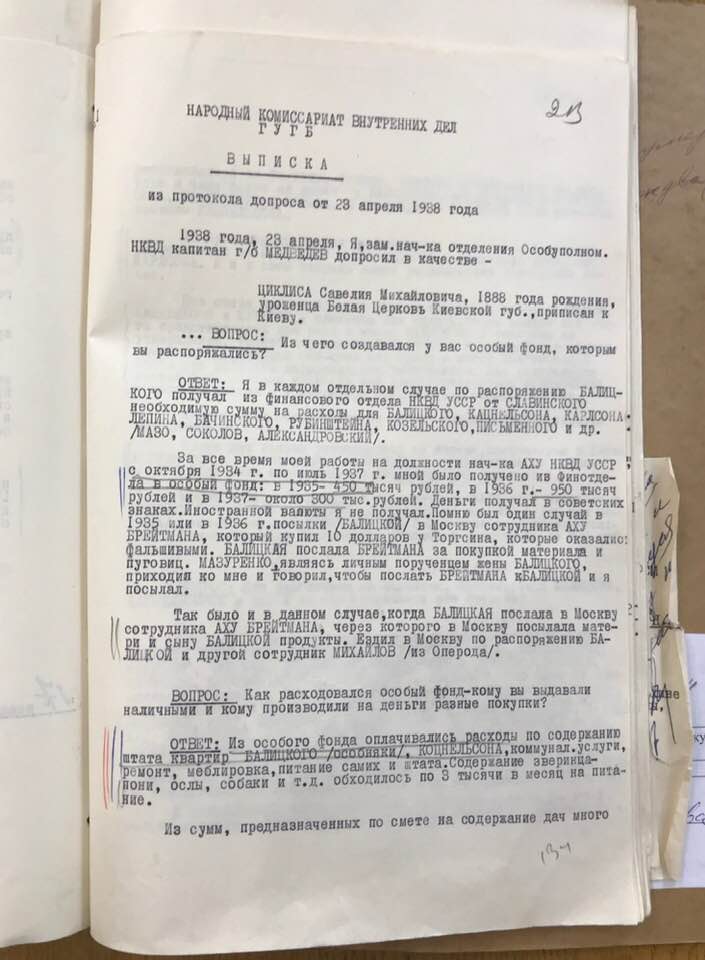 213
НАРОДНЫЙ КОМИССАРИАТ ВНУТРЕННИХ ДЕЛ
Г У Г Б
В Ы П И С К А
из протокола допроса от 23 апреля 1938 года
1938 года, 23 апреля, Я,зам.нач-ка отделения Особуполном.
НКВД капитан г/б МЕДВЕДЕВ допросил в качестве -
ЦИКЛИСА Савелия Михайловича, 1888 года рождения,
уроженца Белая Церковь Киевской губ.,приписан к
Киеву.
... ВОПРОС: Из чего создавался у вас особый фонд, которым
вы распоряжались?
ОТВЕТ: Я в каждом отдельном случае по распоряжению БАЛИЦ-
КОГО получал из финансового отдела НКВД УССР от СЛАВИНСКОГО
необходимую сумму на расходы для БАЛИЦКОГО, КАЦНЕЛЬСОНА, КАРЛСОНА
ЛЕПИНА, БАЧИНСКОГО, РУБИНШТЕЙНА, КОЗЕЛЬСКОГО,ПИСЬМЕННОГО и др.
/МАЗО, СОКОЛОВ, АЛЕКСАНДРОВСКИЙ/.
За все время моей работы на должности нач-ка АХУ НКВД УССР
с октября 1934 г. по июль 1937 г. мной было получено из Финотде-
ла в особый фонд: в 1935- 450 тысяч рублей, в 1936 г.- 950 тысяч
рублей и в 1937- около 300 тыс.рублей. Деньги получал в советских
знаках.Иностранной валюты я не получал.Помню был один случай в
1935 или в 1936 г.посылки /БАЛИЦКОЙ/ в Москву сотрудника АХУ
БРЕЙТМАНА, который купил 10 долларов у Торгсина, которые оказались
фальшивыми. БАЛИЦКАЯ послала БРЕЙТМАНА за покупкой материала и
пуговиц. МАЗУРЕНКО,являясь личным порученцем жены БАЛИЦКОГО,
приходил ко мне и говорил,чтобы послать БРЕЙТМАНА кБАЛИЦКОЙ и я
посылал.
Так было и в данном случае,когда БАЛИЦКАЯ послала в Москву
сотрудника АХУ БРЕЙТМАНА, через которого в Москву посылала мате-
ри и сыну БАЛИЦКОЙ продукты. Ездил в Москву по распоряжению БА-
ЛИЦКОЙ и другой сотрудник МИХАЙЛОВ /из Оперода/.
ВОПРОС: Как расходовался особый фонд-кому вы выдавали
наличными и кому производили на деньги разные покупки?
ОТВЕТ: Из особого фонда оплачивались расходы по содержанию
штата квартир БАЛИЦКОГО /особняки/, КОЦНЕЛЬСОНА,коммунал.услуги,
ремонт, меблировка,питание самих и штата.Содержание зверинца-
пони, ослы, собаки и т.д. обходилось по 3 тысячи в месяц на пита-
ние.
Из сумм, предназначенных по смете на содержание дач много